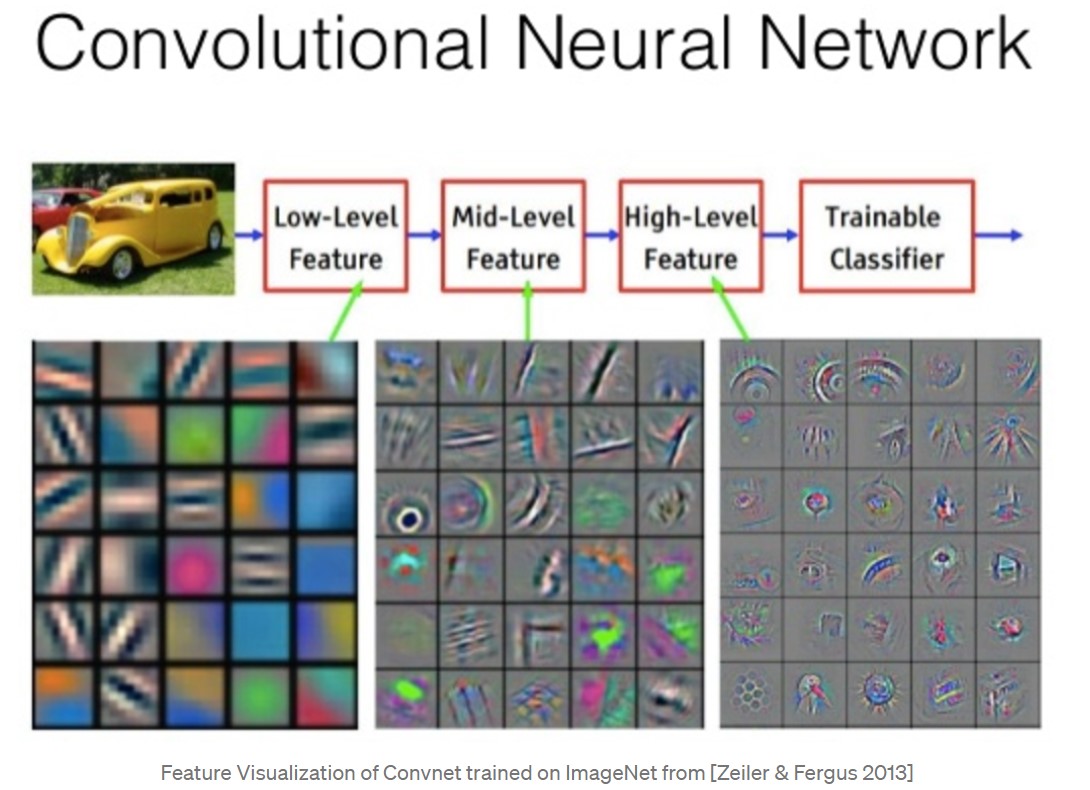 Convolutional Neural Network
Low-Level
Feature
Mid-Level
Feature
High-Level
Feature
Trainable
Classifier
Feature Visualization of Convnet trained on ImageNet from [Zeiler & Fergus 2013]